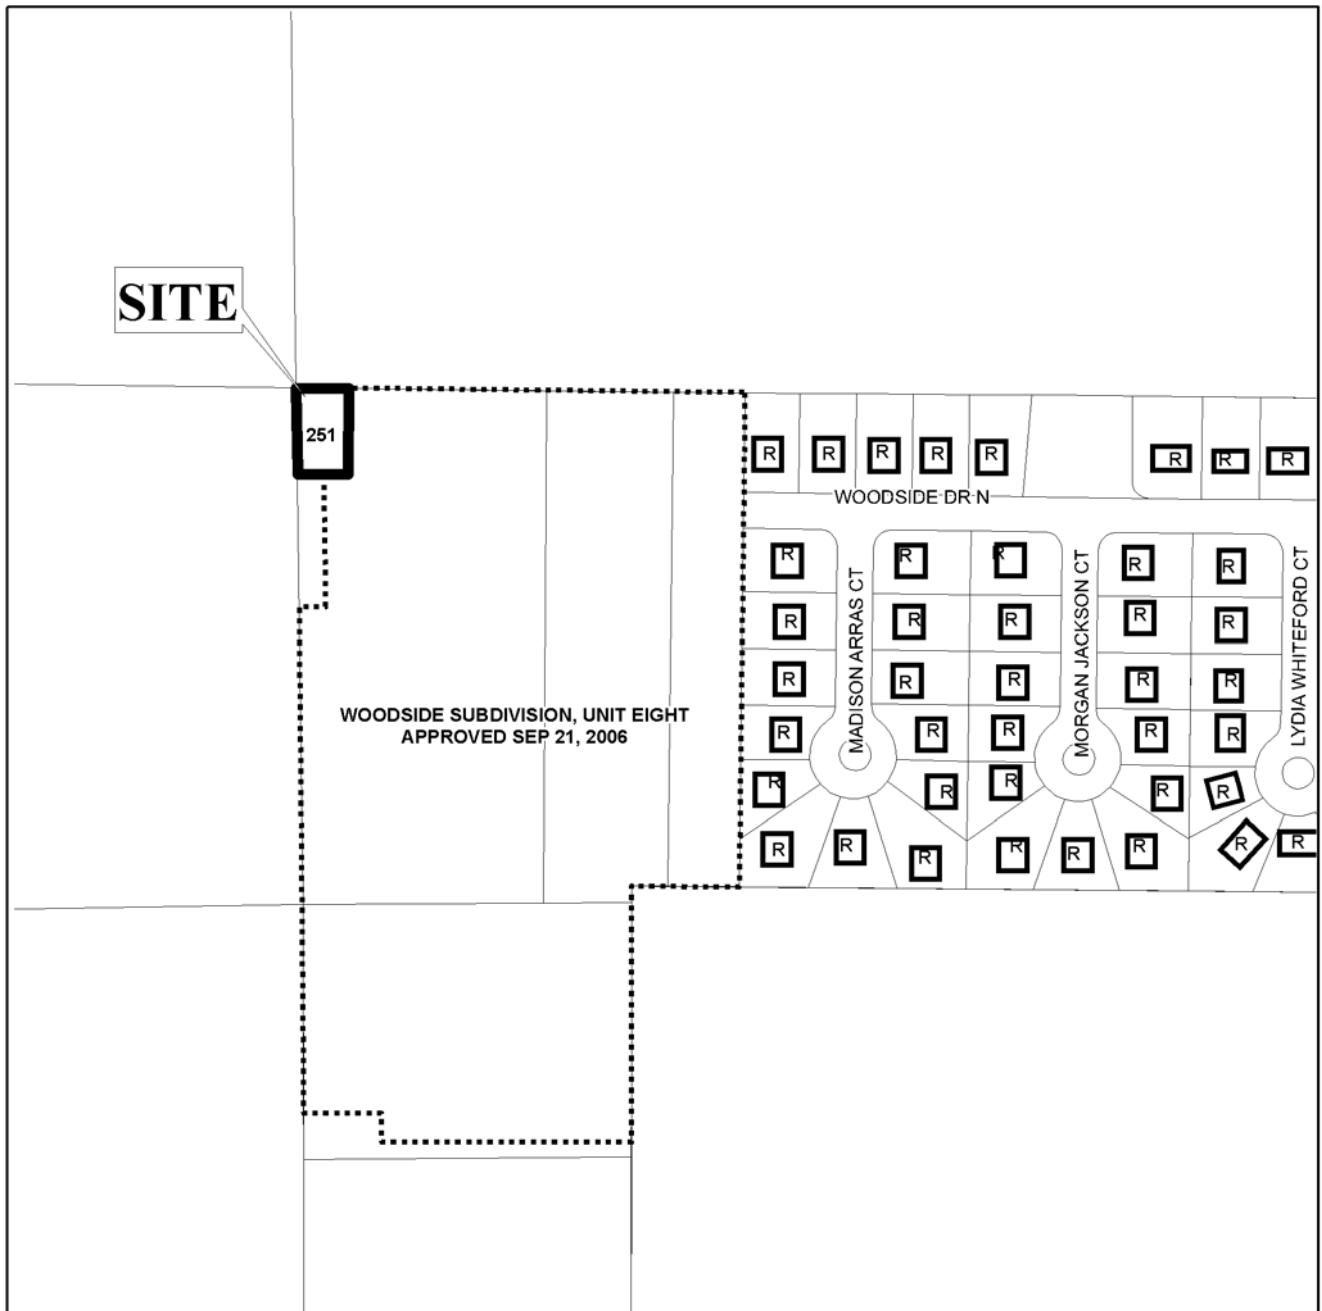 SITE
251
R R R R R R R R
WOODSIDE DR N
R R R R R
R R R R R
R R R R R
R R R R R
R R R R R
R R R R R R R R
MADISON ARRAS CT
MORGAN JACKSON CT
LYDIA WHITEFORD CT
WOODSIDE SUBDIVISION, UNIT EIGHT
APPROVED SEP 21, 2006